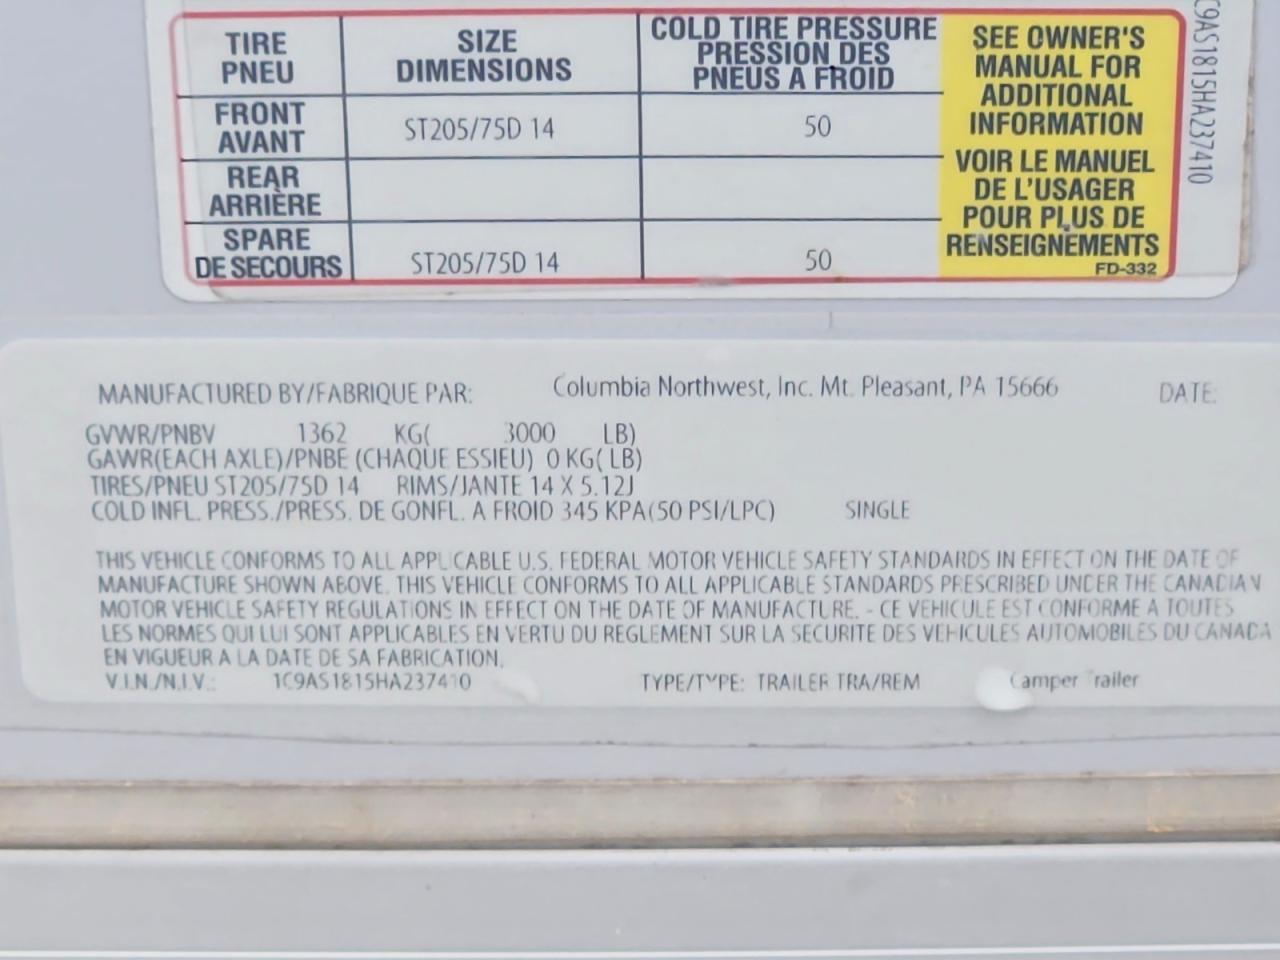 TIRE SIZE COLD TIRE PRESSURE
PNEU DIMENSIONS PRESSION DES
PNEUS A FROID
FRONT
AVANT ST205/75D 14 50
REAR
ARRIÈRE
SPARE
DE SECOURS ST205/75D 14 50
SEE OWNER'S
MANUAL FOR
ADDITIONAL
INFORMATION
VOIR LE MANUEL
DE L'USAGER
POUR PLUS DE
RENSEIGNEMENTS
FD-332
1C9AS1815HA237410
MANUFACTURED BY/FABRIQUE PAR: Columbia Northwest, Inc. Mt. Pleasant, PA 15666 DATE:
GVWR/PNBV 1362 KG( 3000 LB)
GAWR(EACH AXLE)/PNBE (CHAQUE ESSIEU) 0 KG( LB)
TIRES/PNEU ST205/75D 14 RIMS/JANTE 14 X 5.12J
COLD INFL. PRESS./PRESS. DE GONFL. A FROID 345 KPA(50 PSI/LPC) SINGLE
THIS VEHICLE CONFORMS TO ALL APPLICABLE U.S. FEDERAL MOTOR VEHICLE SAFETY STANDARDS IN EFFECT ON THE DATE OF
MANUFACTURE SHOWN ABOVE. THIS VEHICLE CONFORMS TO ALL APPLICABLE STANDARDS PRESCRIBED UNDER THE CANADIAN
MOTOR VEHICLE SAFETY REGULATIONS IN EFFECT ON THE DATE OF MANUFACTURE. - CE VEHICULE EST CONFORME A TOUTES
LES NORMES QUI LUI SONT APPLICABLES EN VERTU DU REGLEMENT SUR LA SECURITE DES VEHICULES AUTOMOBILES DU CANADA
EN VIGUEUR A LA DATE DE SA FABRICATION.
V.I.N./N.I.V.: 1C9AS1815HA237410 TYPE/TYPE: TRAILER TRA/REM Camper Trailer